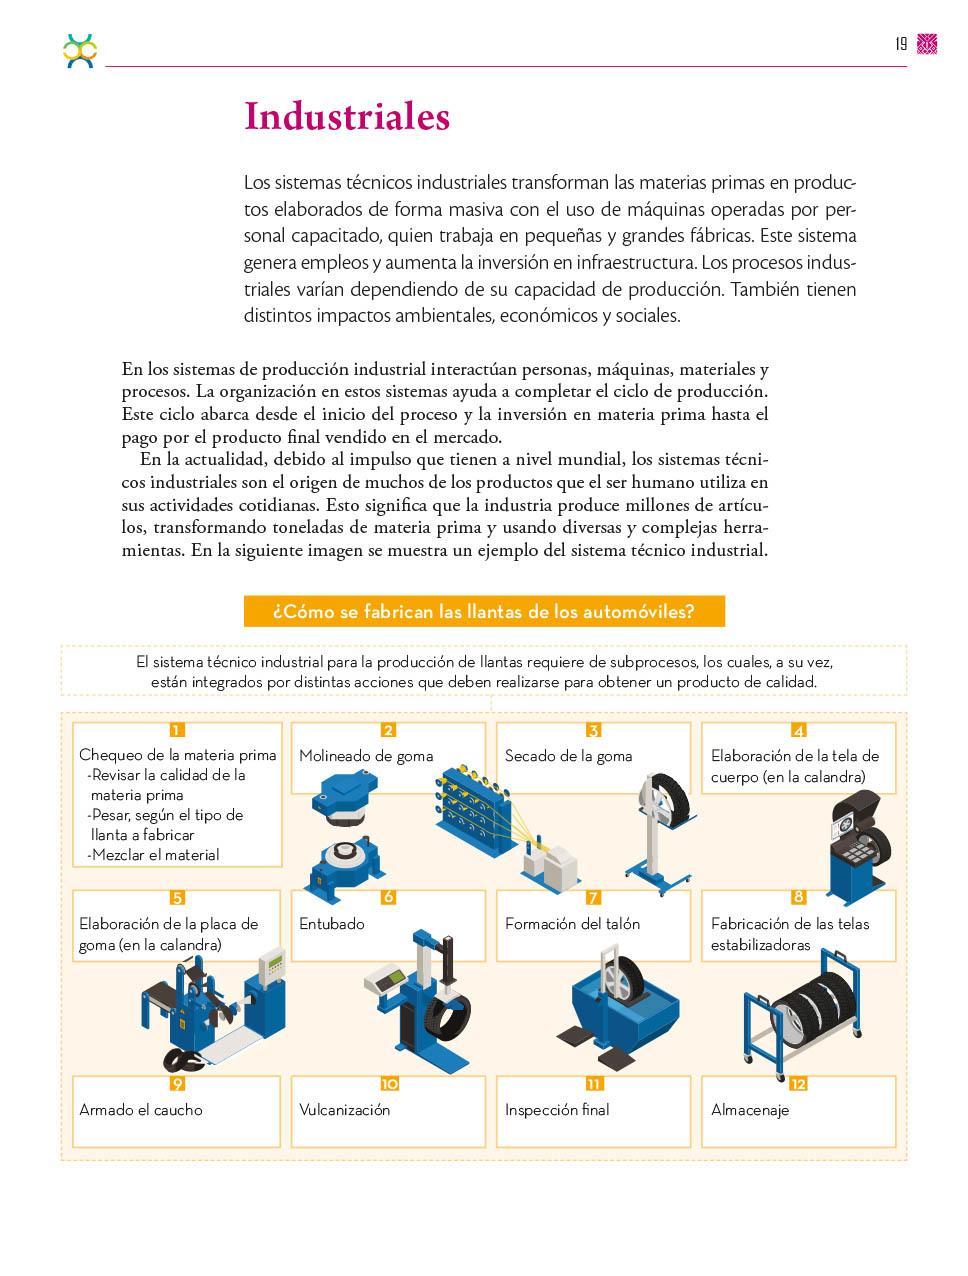 19
Industriales
Los sistemas técnicos industriales transforman las materias primas en produc-
tos elaborados de forma masiva con el uso de máquinas operadas por per-
sonal capacitado, quien trabaja en pequeñas y grandes fábricas. Este sistema
genera empleos y aumenta la inversión en infraestructura. Los procesos indus-
triales varían dependiendo de su capacidad de producción. También tienen
distintos impactos ambientales, económicos y sociales.
En los sistemas de producción industrial interactúan personas, máquinas, materiales y
procesos. La organización en estos sistemas ayuda a completar el ciclo de producción.
Este ciclo abarca desde el inicio del proceso y la inversión en materia prima hasta el
pago por el producto final vendido en el mercado.
En la actualidad, debido al impulso que tienen a nivel mundial, los sistemas técni-
cos industriales son el origen de muchos de los productos que el ser humano utiliza en
sus actividades cotidianas. Esto significa que la industria produce millones de artícu-
los, transformando toneladas de materia prima y usando diversas y complejas herra-
mientas. En la siguiente imagen se muestra un ejemplo del sistema técnico industrial.
¿Cómo se fabrican las llantas de los automóviles?
El sistema técnico industrial para la producción de llantas requiere de subprocesos, los cuales, a su vez,
están integrados por distintas acciones que deben realizarse para obtener un producto de calidad.
1
Chequeo de la materia prima
-Revisar la calidad de la
materia prima
-Pesar, según el tipo de
llanta a fabricar
-Mezclar el material
2
Molineado de goma
3
Secado de la goma
4
Elaboración de la tela de
cuerpo (en la calandra)
5
Elaboración de la placa de
goma (en la calandra)
6
Entubado
7
Formación del talón
8
Fabricación de las telas
estabilizadoras
9
Armado el caucho
10
Vulcanización
11
Inspección final
12
Almacenaje